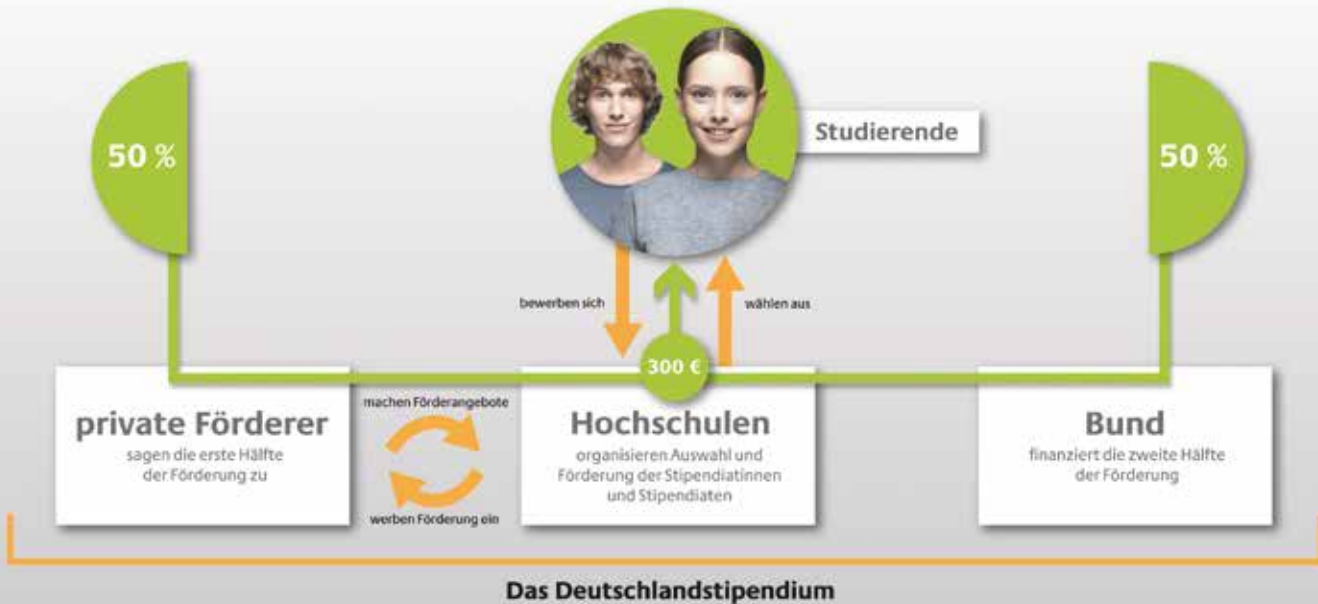 50 %
Studierende
50 %
bewerben sich
wählen aus
300 €
private Förderer
sagen die erste Hälfte
der Förderung zu
machen Förderangebote
werben Förderung ein
Hochschulen
organisieren Auswahl und
Förderung der Stipendiatinnen
und Stipendiaten
Bund
finanziert die zweite Hälfte
der Förderung
Das Deutschlandstipendium